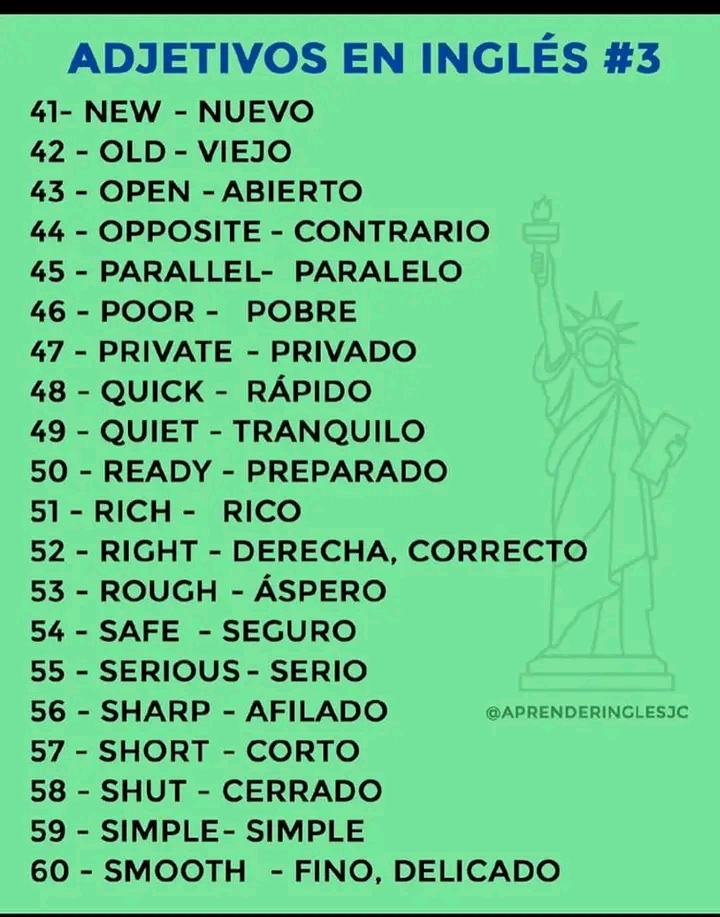 ADJETIVOS EN INGLÉS #3
41- NEW - NUEVO
42 - OLD - VIEJO
43 - OPEN - ABIERTO
44 - OPPOSITE - CONTRARIO
45 - PARALLEL- PARALELO
46 - POOR - POBRE
47 - PRIVATE - PRIVADO
48 - QUICK - RÁPIDO
49 - QUIET - TRANQUILO
50 - READY - PREPARADO
51 - RICH - RICO
52 - RIGHT - DERECHA, CORRECTO
53 - ROUGH - ÁSPERO
54 - SAFE - SEGURO
55 - SERIOUS - SERIO
56 - SHARP - AFILADO
@APRENDERINGLESJC
57 - SHORT - CORTO
58 - SHUT - CERRADO
59 - SIMPLE- SIMPLE
60 - SMOOTH - FINO, DELICADO